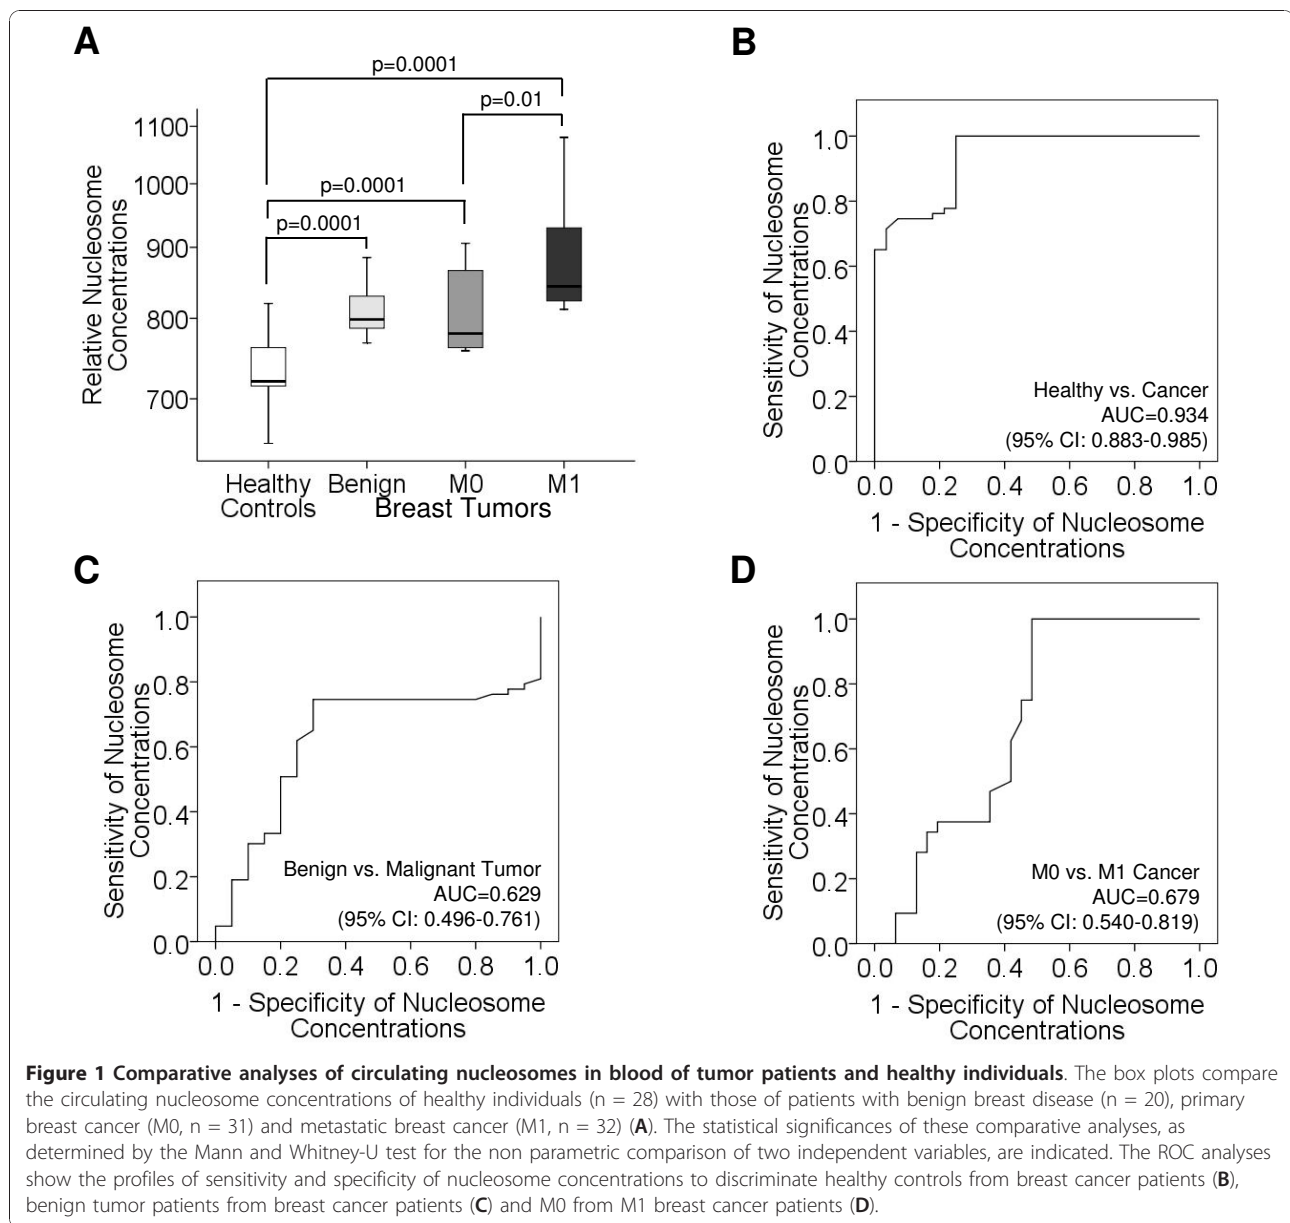 A
p=0.0001
p=0.01
p=0.0001
p=0.0001
Relative Nucleosome
Concentrations
1100
1000
900
800
700
Healthy
Controls
Benign
M0
M1
Breast Tumors
B
Sensitivity of Nucleosome
Concentrations
1.0
0.8
0.6
0.4
0.2
0.0
Healthy vs. Cancer
AUC=0.934
(95% CI: 0.883-0.985)
0.0 0.2 0.4 0.6 0.8 1.0
1 - Specificity of Nucleosome
Concentrations
C
Sensitivity of Nucleosome
Concentrations
1.0
0.8
0.6
0.4
0.2
0.0
Benign vs. Malignant Tumor
AUC=0.629
(95% CI: 0.496-0.761)
0.0 0.2 0.4 0.6 0.8 1.0
1 - Specificity of Nucleosome
Concentrations
D
Sensitivity of Nucleosome
Concentrations
1.0
0.8
0.6
0.4
0.2
0.0
M0 vs. M1 Cancer
AUC=0.679
(95% CI: 0.540-0.819)
0.0 0.2 0.4 0.6 0.8 1.0
1 - Specificity of Nucleosome
Concentrations
Figure 1 Comparative analyses of circulating nucleosomes in blood of tumor patients and healthy individuals. The box plots compare
the circulating nucleosome concentrations of healthy individuals (n = 28) with those of patients with benign breast disease (n = 20), primary
breast cancer (M0, n = 31) and metastatic breast cancer (M1, n = 32) (A). The statistical significances of these comparative analyses, as
determined by the Mann and Whitney-U test for the non parametric comparison of two independent variables, are indicated. The ROC analyses
show the profiles of sensitivity and specificity of nucleosome concentrations to discriminate healthy controls from breast cancer patients (B),
benign tumor patients from breast cancer patients (C) and M0 from M1 breast cancer patients (D).